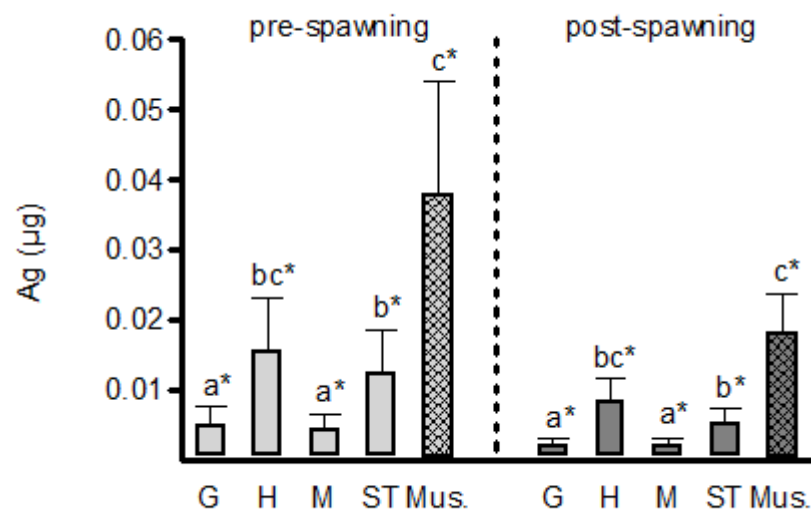 pre-spawning post-spawning
0.06
0.05
0.04
0.03
0.02
0.01
Ag (µg)
a* bc* a* b* c*
a* bc* a* b* c*
G H M ST Mus. G H M ST Mus.